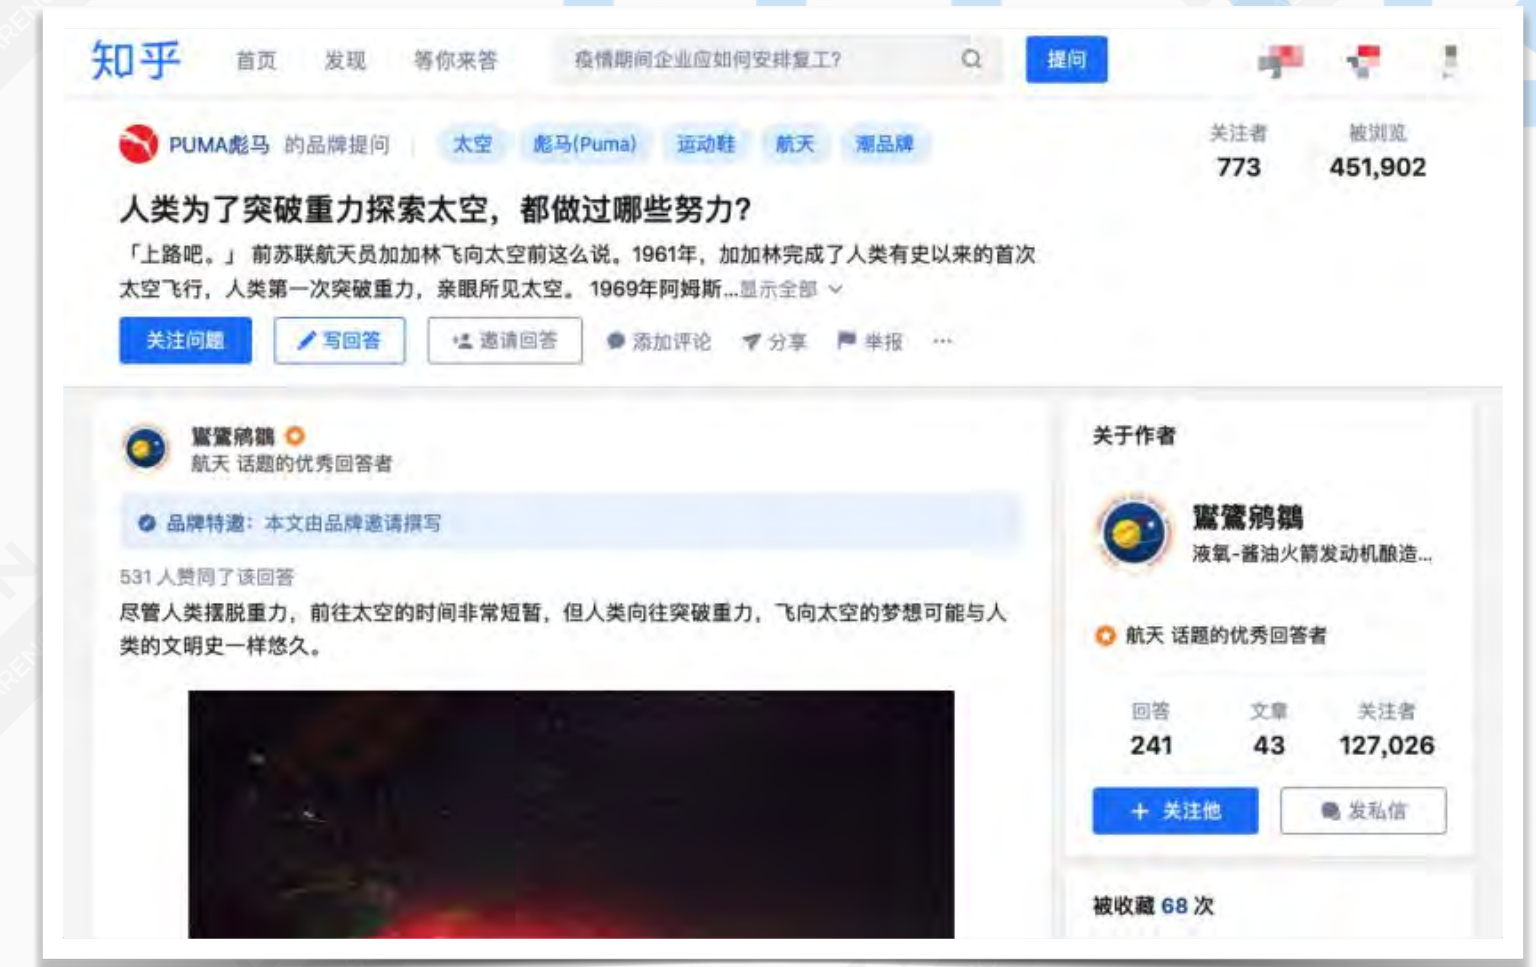 知乎 首页 发现 等你来答 疫情期间企业应如何安排复工? 提问
PUMA彪马 的品牌提问 太空 彪马(Puma) 运动鞋 航天 潮品牌
关注者 被浏览
773 451,902
人类为了突破重力探索太空，都做过哪些努力?
「上路吧。」 前苏联航天员加加林飞向太空前这么说。1961年，加加林完成了人类有史以来的首次
太空飞行，人类第一次突破重力，亲眼所见太空。 1969年阿姆斯...显示全部
关注问题 写回答 邀请回答 添加评论 分享 举报 ...
航天 话题的优秀回答者
品牌特邀：本文由品牌邀请撰写
531 人赞同了该回答
尽管人类摆脱重力，前往太空的时间非常短暂，但人类向往突破重力，飞向太空的梦想可能与人
类的文明史一样悠久。
关于作者
液氧-酱油火箭发动机酿造...
航天 话题的优秀回答者
回答 文章 关注者
241 43 127,026
+ 关注他 发私信
被收藏 68 次